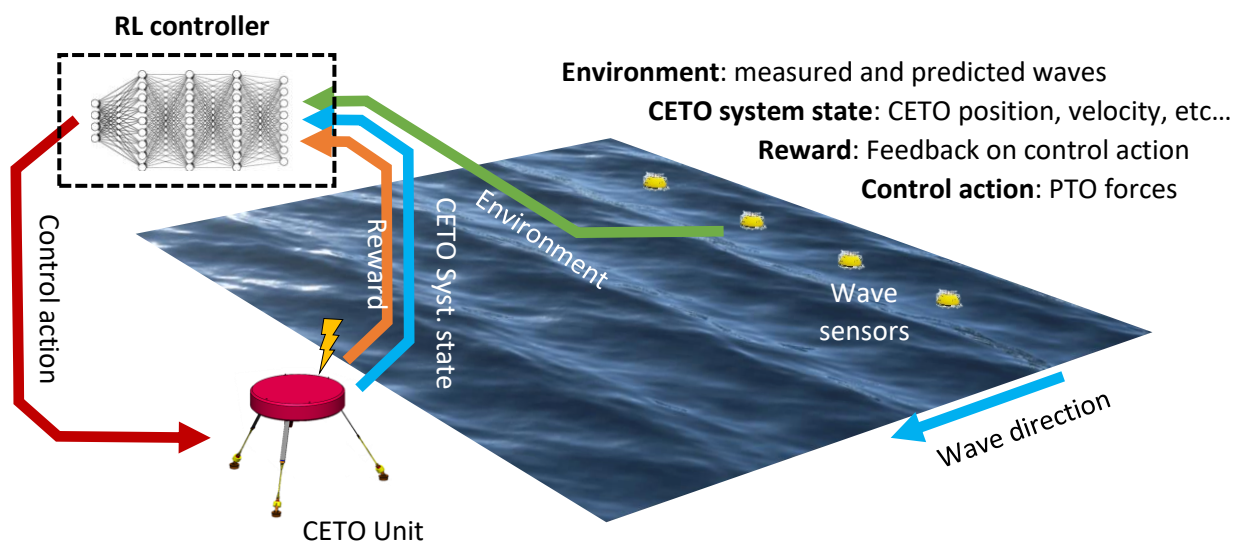 RL controller
Environment: measured and predicted waves
CETO system state: CETO position, velocity, etc…
Reward: Feedback on control action
Control action: PTO forces
Control action
Reward
CETO Syst. state
Environment
Wave
sensors
Wave direction
CETO Unit